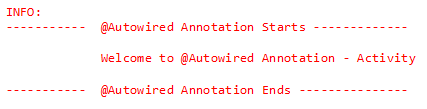 INFO:
----------- @Autowired Annotation Starts -------------
Welcome to @Autowired Annotation - Activity
----------- @Autowired Annotation Ends ---------------